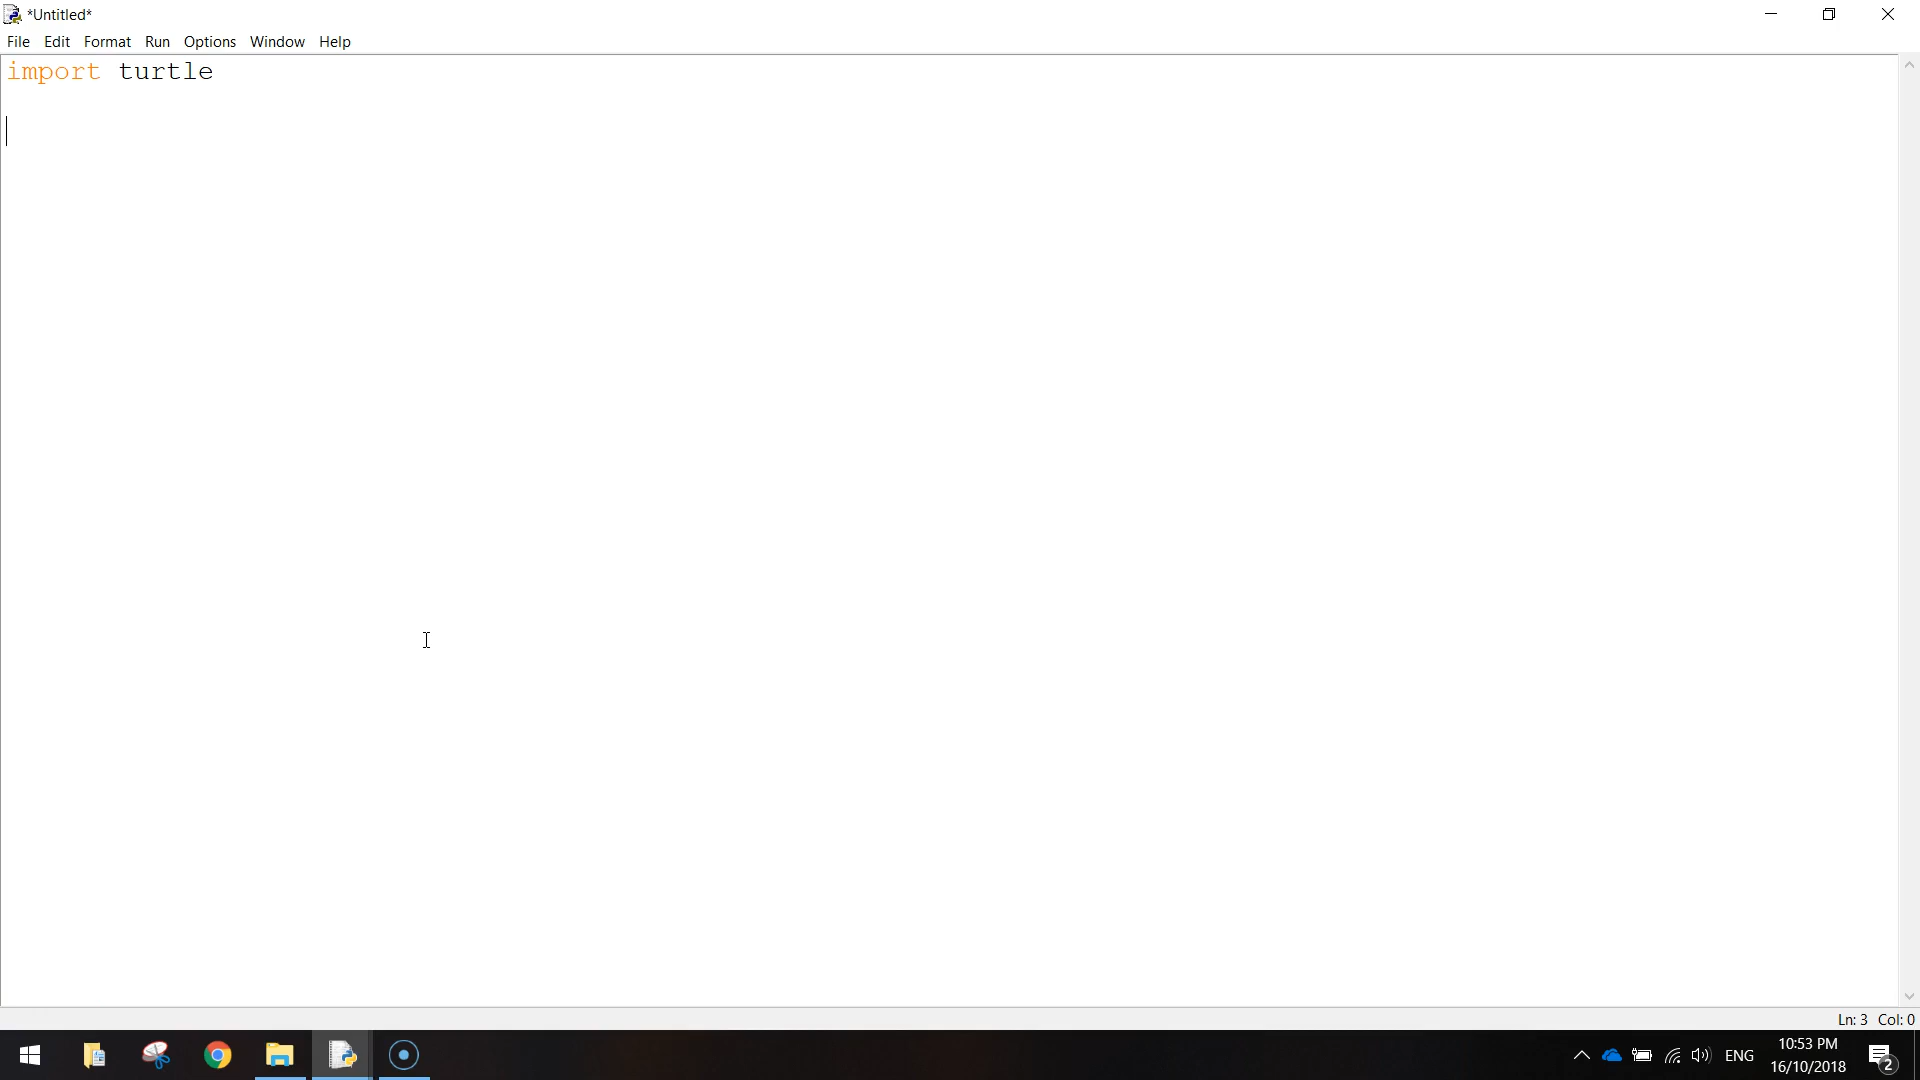 *Untitled*
File Edit Format Run Options Window Help
import turtle
Ln: 3 Col: 0
ENG
10:53 PM
16/10/2018
2